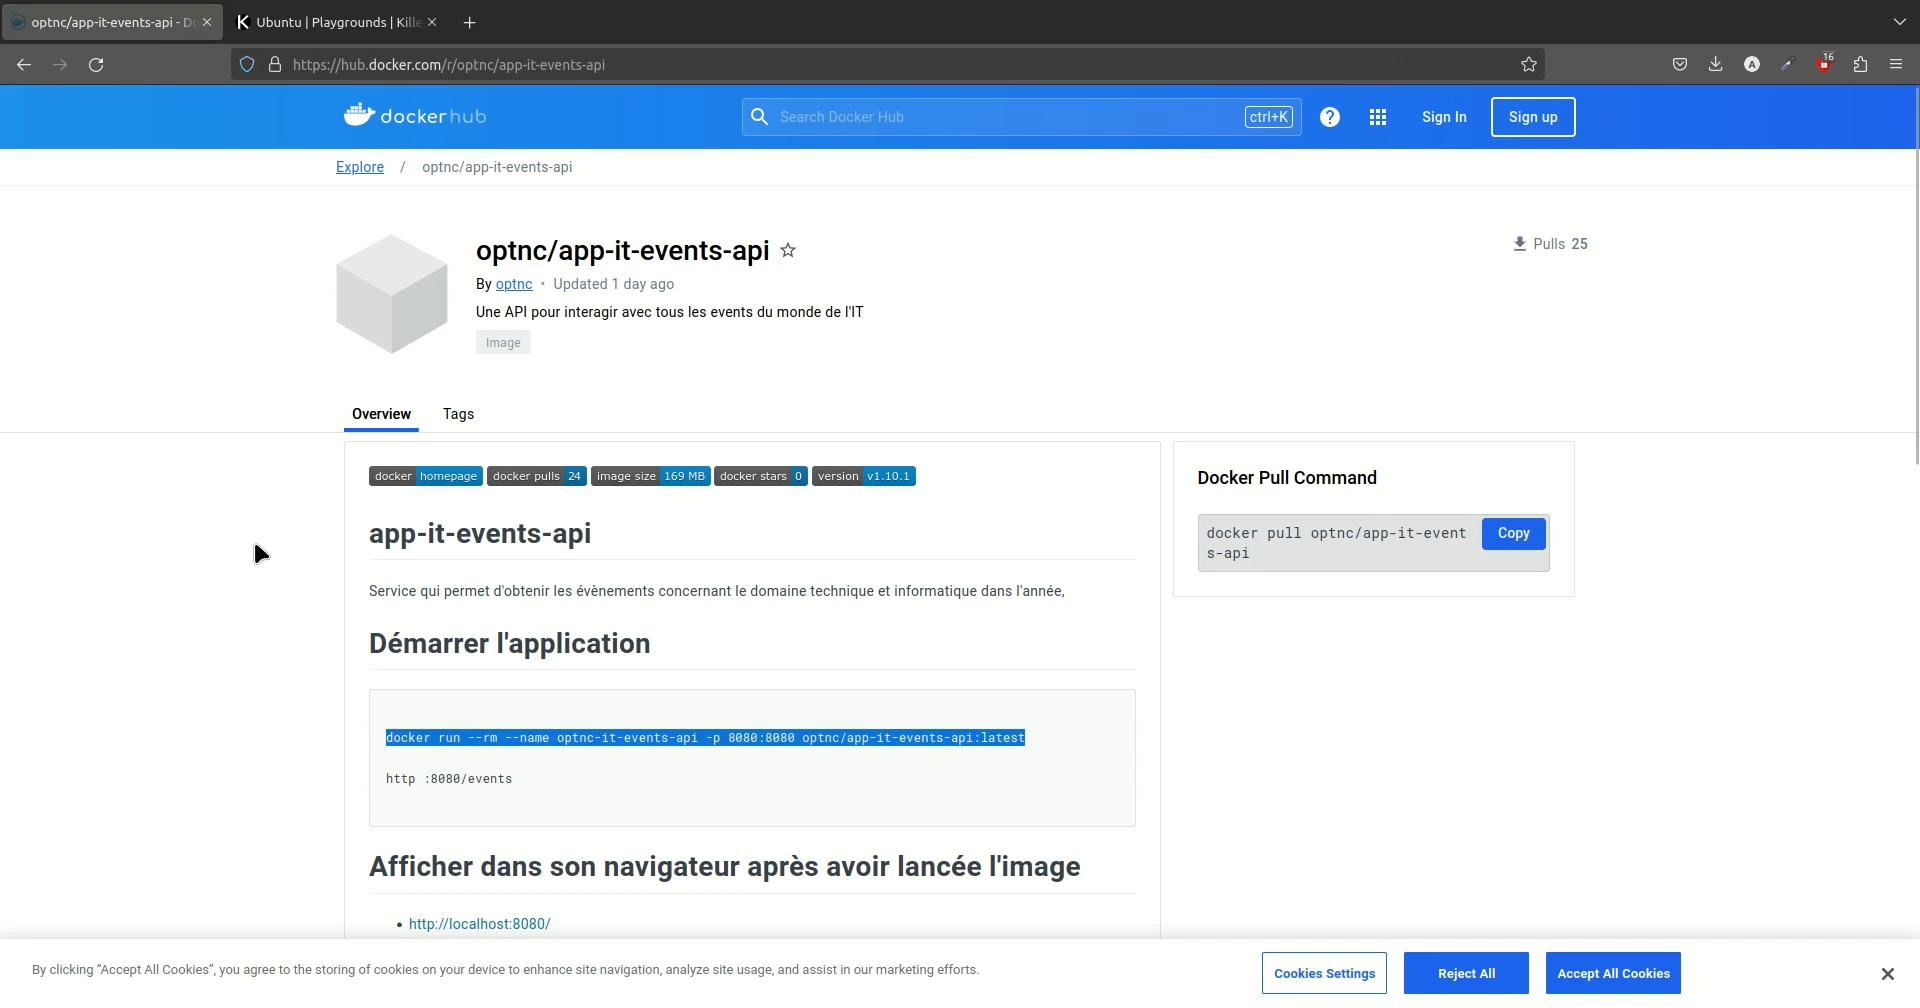 optnc/app-it-events-api - Do
Ubuntu | Playgrounds | Kille
https://hub.docker.com/r/optnc/app-it-events-api
A
16
dockerhub
Search Docker Hub
ctrl+K
?
Sign In
Sign up
Explore / optnc/app-it-events-api
optnc/app-it-events-api
Pulls 25
By optnc • Updated 1 day ago
Une API pour interagir avec tous les events du monde de l'IT
Image
Overview
Tags
docker homepage docker pulls 24 image size 169 MB docker stars 0 version v1.10.1
app-it-events-api
Service qui permet d'obtenir les évènements concernant le domaine technique et informatique dans l'année,
Démarrer l'application
docker run --rm --name optnc-it-events-api -p 8080:8080 optnc/app-it-events-api:latest
http :8080/events
Afficher dans son navigateur après avoir lancée l'image
• http://localhost:8080/
Docker Pull Command
docker pull optnc/app-it-event
s-api
Copy
By clicking “Accept All Cookies”, you agree to the storing of cookies on your device to enhance site navigation, analyze site usage, and assist in our marketing efforts.
Cookies Settings
Reject All
Accept All Cookies